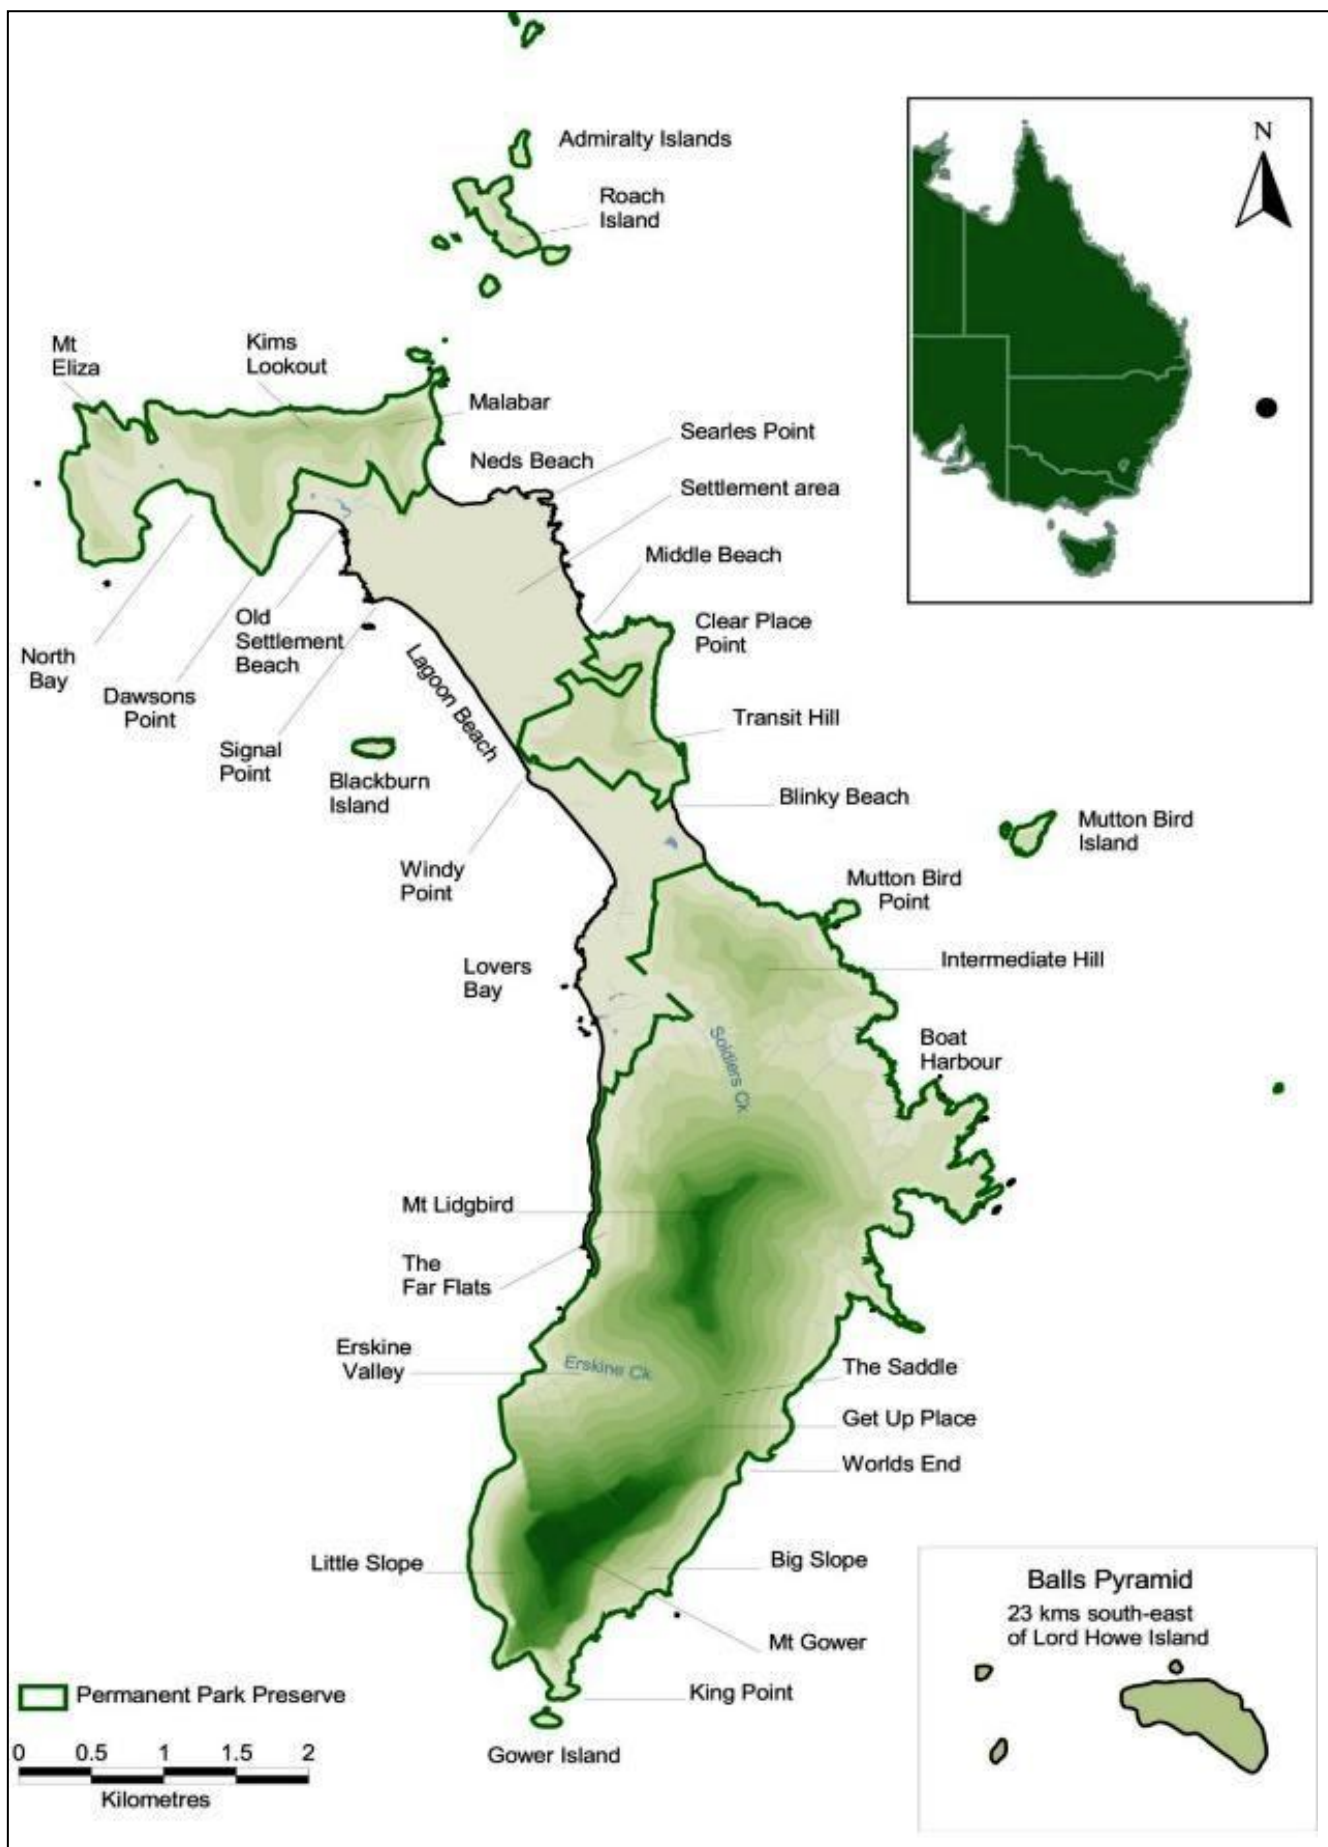 Admiralty Islands
Roach
Island
N
Mt
Eliza
Kims
Lookout
Malabar
Searles Point
Neds Beach
Settlement area
Middle Beach
Clear Place
Point
Old
Settlement
Beach
North
Bay
Dawsons
Point
Lagoon Beach
Transit Hill
Signal
Point
Blackburn
Island
Blinky Beach
Mutton Bird
Island
Windy
Point
Mutton Bird
Point
Lovers
Bay
Intermediate Hill
Soldiers Ck.
Boat
Harbour
Mt Lidgbird
The
Far Flats
Erskine
Valley
Erskine Ck.
The Saddle
Get Up Place
Worlds End
Little Slope
Big Slope
Mt Gower
King Point
Gower Island
Balls Pyramid
23 kms south-east
of Lord Howe Island
Permanent Park Preserve
0 0.5 1 1.5 2
Kilometres